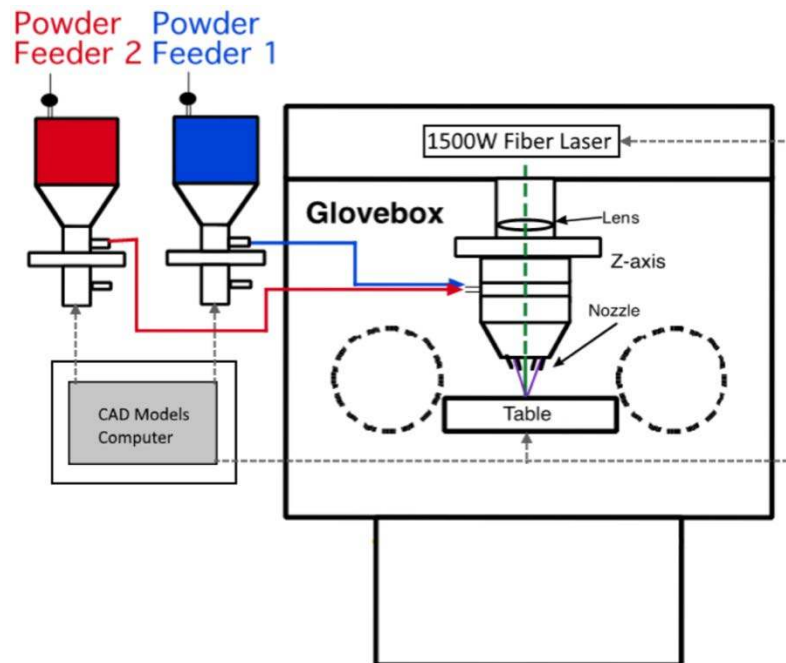 Powder
Feeder 2
Powder
Feeder 1
1500W Fiber Laser
Glovebox
Lens
Z-axis
Nozzle
Table
CAD Models
Computer